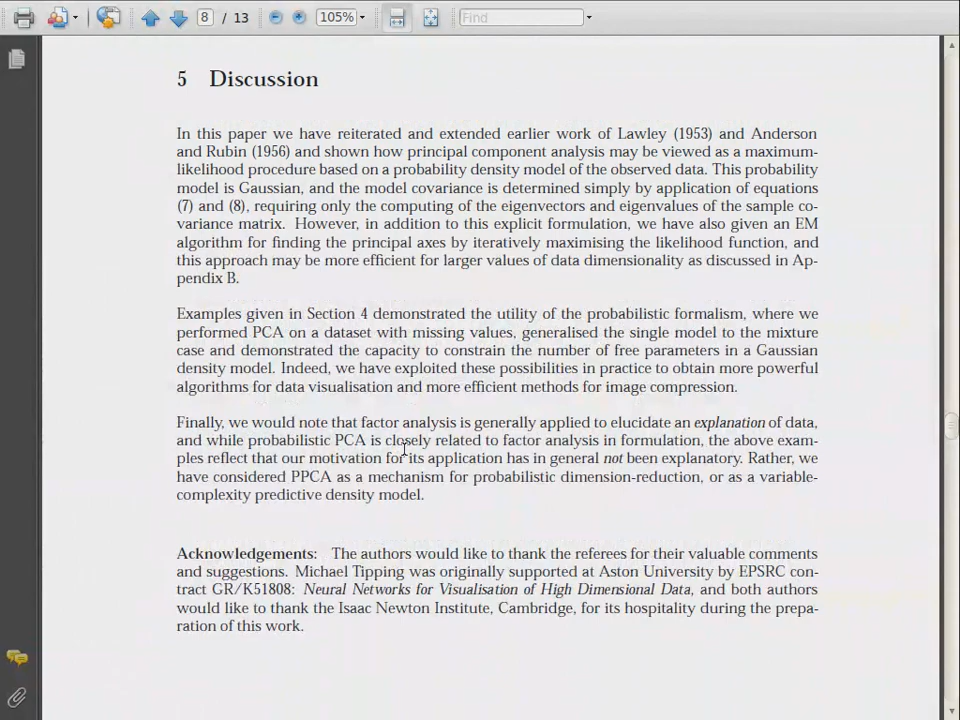 8 / 13
105%
Find
5 Discussion
In this paper we have reiterated and extended earlier work of Lawley (1953) and Anderson
and Rubin (1956) and shown how principal component analysis may be viewed as a maximum-
likelihood procedure based on a probability density model of the observed data. This probability
model is Gaussian, and the model covariance is determined simply by application of equations
(7) and (8), requiring only the computing of the eigenvectors and eigenvalues of the sample co-
variance matrix. However, in addition to this explicit formulation, we have also given an EM
algorithm for finding the principal axes by iteratively maximising the likelihood function, and
this approach may be more efficient for larger values of data dimensionality as discussed in Ap-
pendix B.
Examples given in Section 4 demonstrated the utility of the probabilistic formalism, where we
performed PCA on a dataset with missing values, generalised the single model to the mixture
case and demonstrated the capacity to constrain the number of free parameters in a Gaussian
density model. Indeed, we have exploited these possibilities in practice to obtain more powerful
algorithms for data visualisation and more efficient methods for image compression.
Finally, we would note that factor analysis is generally applied to elucidate an explanation of data,
and while probabilistic PCA is closely related to factor analysis in formulation, the above exam-
ples reflect that our motivation for its application has in general not been explanatory. Rather, we
have considered PPCA as a mechanism for probabilistic dimension-reduction, or as a variable-
complexity predictive density model.
Acknowledgements: The authors would like to thank the referees for their valuable comments
and suggestions. Michael Tipping was originally supported at Aston University by EPSRC con-
tract GR/K51808: Neural Networks for Visualisation of High Dimensional Data, and both authors
would like to thank the Isaac Newton Institute, Cambridge, for its hospitality during the prepa-
ration of this work.